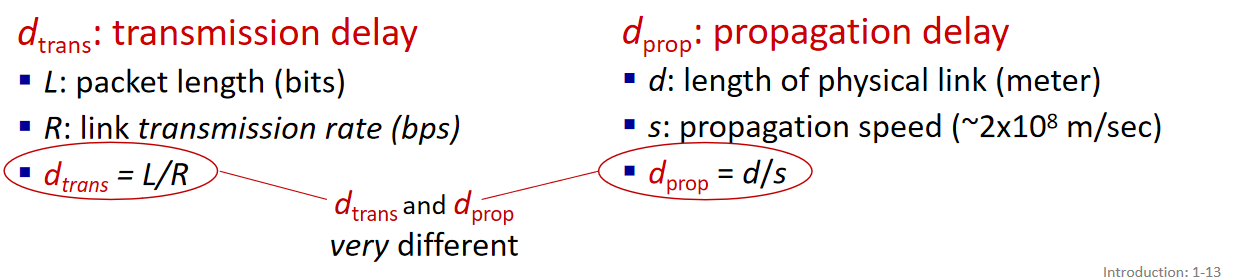 dtrans: transmission delay
▪ L: packet length (bits)
▪ R: link transmission rate (bps)
▪ dtrans = L/R
dprop: propagation delay
▪ d: length of physical link (meter)
▪ s: propagation speed (~2x10⁸ m/sec)
▪ dprop = d/s
dtrans and dprop
very different
Introduction: 1-13